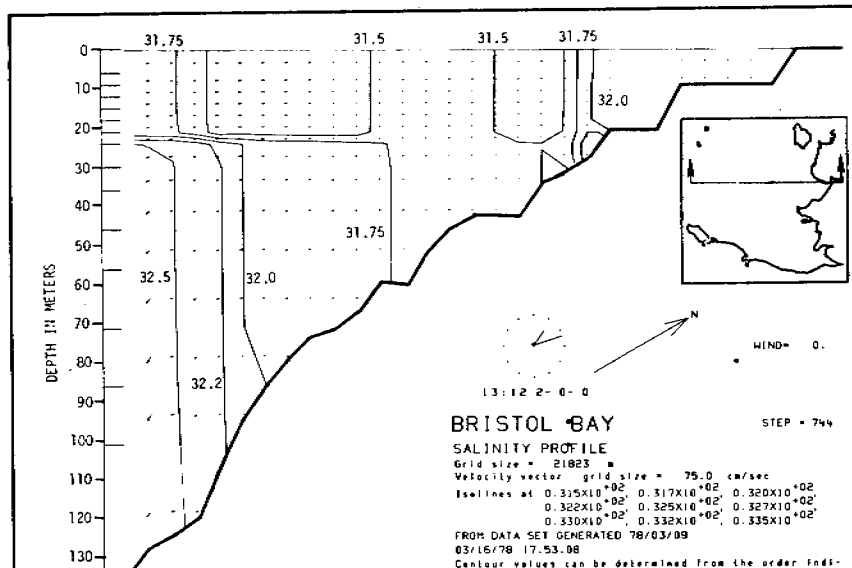 31.75 31.5 31.5 31.75
0
10
20
30
40
50
60
70
80
90
100
110
120
130
DEPTH IN METERS
32.0
31.75
32.5
32.0
32.2
N
WIND= 0.
13:12 2- 0- 0
BRISTOL BAY
STEP = 744
SALINITY PROFILE
Grid size = 21823 m
Velocity vector grid size = 75.0 cm/sec
Isolines at 0.315X10+02, 0.317X10+02, 0.320X10+02,
0.322X10+02, 0.325X10+02, 0.327X10+02,
0.330X10+02, 0.332X10+02, 0.335X10+02
FROM DATA SET GENERATED 78/03/09
03/16/78 17.53.08
Contour values can be determined from the order indi-